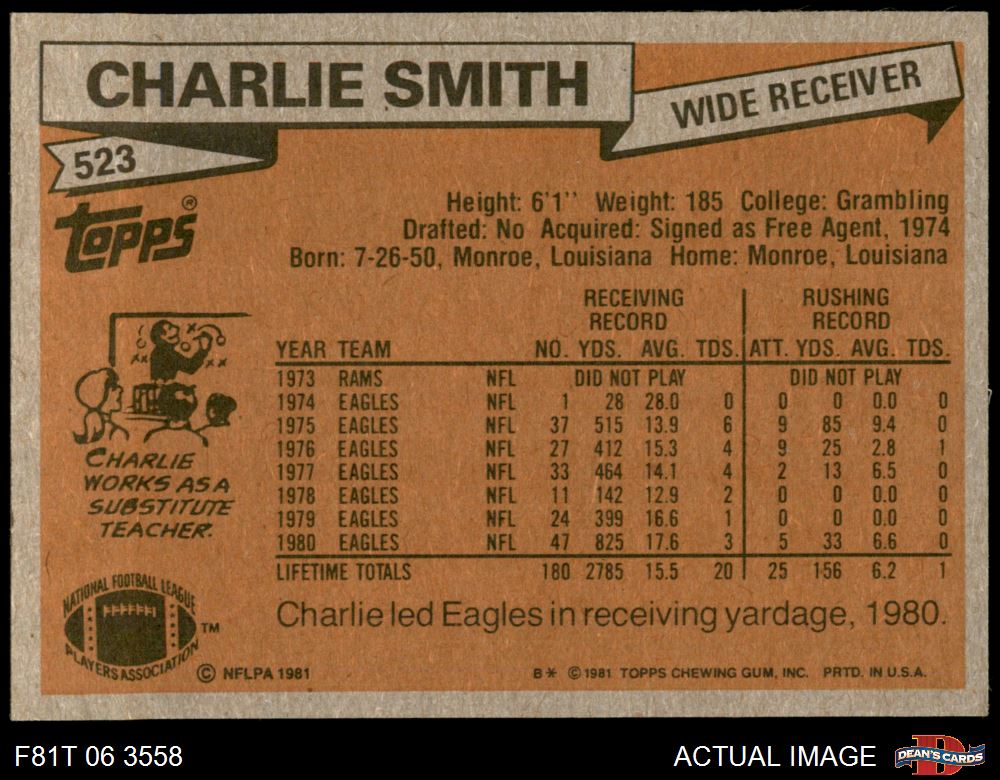 CHARLIE SMITH
WIDE RECEIVER
523
TOPPS®
Height: 6'1'' Weight: 185 College: Grambling
Drafted: No Acquired: Signed as Free Agent, 1974
Born: 7-26-50, Monroe, Louisiana Home: Monroe, Louisiana
RECEIVING RECORD RUSHING RECORD
YEAR TEAM NO. YDS. AVG. TDS. ATT. YDS. AVG. TDS.
1973 RAMS NFL DID NOT PLAY DID NOT PLAY
1974 EAGLES NFL 1 28 28.0 0 0 0 0.0 0
1975 EAGLES NFL 37 515 13.9 6 9 85 9.4 0
1976 EAGLES NFL 27 412 15.3 4 9 25 2.8 1
1977 EAGLES NFL 33 464 14.1 4 2 13 6.5 0
1978 EAGLES NFL 11 142 12.9 2 0 0 0.0 0
1979 EAGLES NFL 24 399 16.6 1 0 0 0.0 0
1980 EAGLES NFL 47 825 17.6 3 5 33 6.6 0
LIFETIME TOTALS 180 2785 15.5 20 25 156 6.2 1
Charlie led Eagles in receiving yardage, 1980.
CHARLIE
WORKS AS A
SUBSTITUTE
TEACHER.
NATIONAL FOOTBALL LEAGUE
PLAYERS ASSOCIATION
TM
© NFLPA 1981
B* © 1981 TOPPS CHEWING GUM, INC. PRTD. IN U.S.A.
F81T 06 3558
ACTUAL IMAGE
DEAN'S CARDS